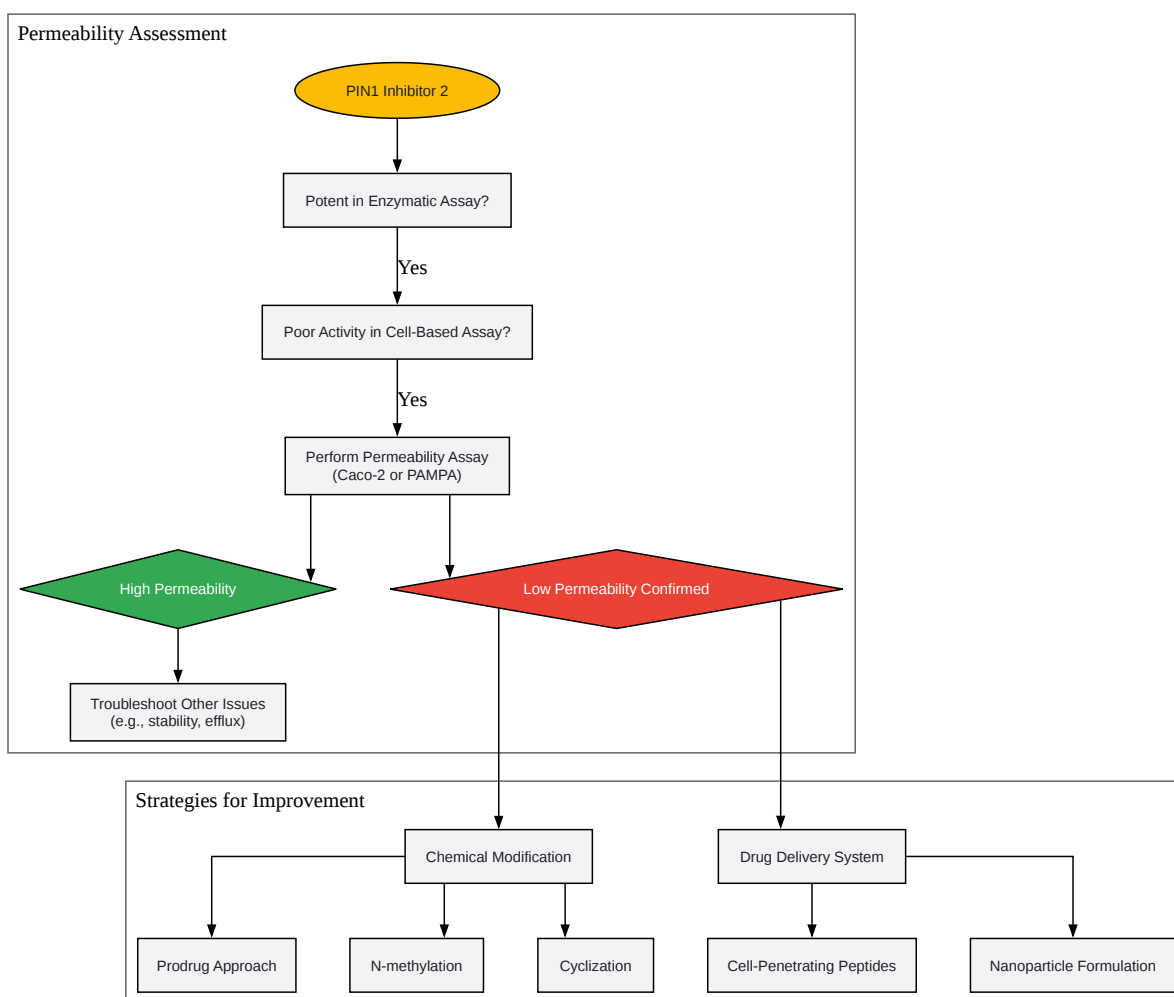 Permeability Assessment
PIN1 Inhibitor 2
Potent in Enzymatic Assay?
Yes
Poor Activity in Cell-Based Assay?
Yes
Perform Permeability Assay
(Caco-2 or PAMPA)
High Permeability
Low Permeability Confirmed
Troubleshoot Other Issues
(e.g., stability, efflux)
Strategies for Improvement
Chemical Modification
Drug Delivery System
Prodrug Approach
N-methylation
Cyclization
Cell-Penetrating Peptides
Nanoparticle Formulation